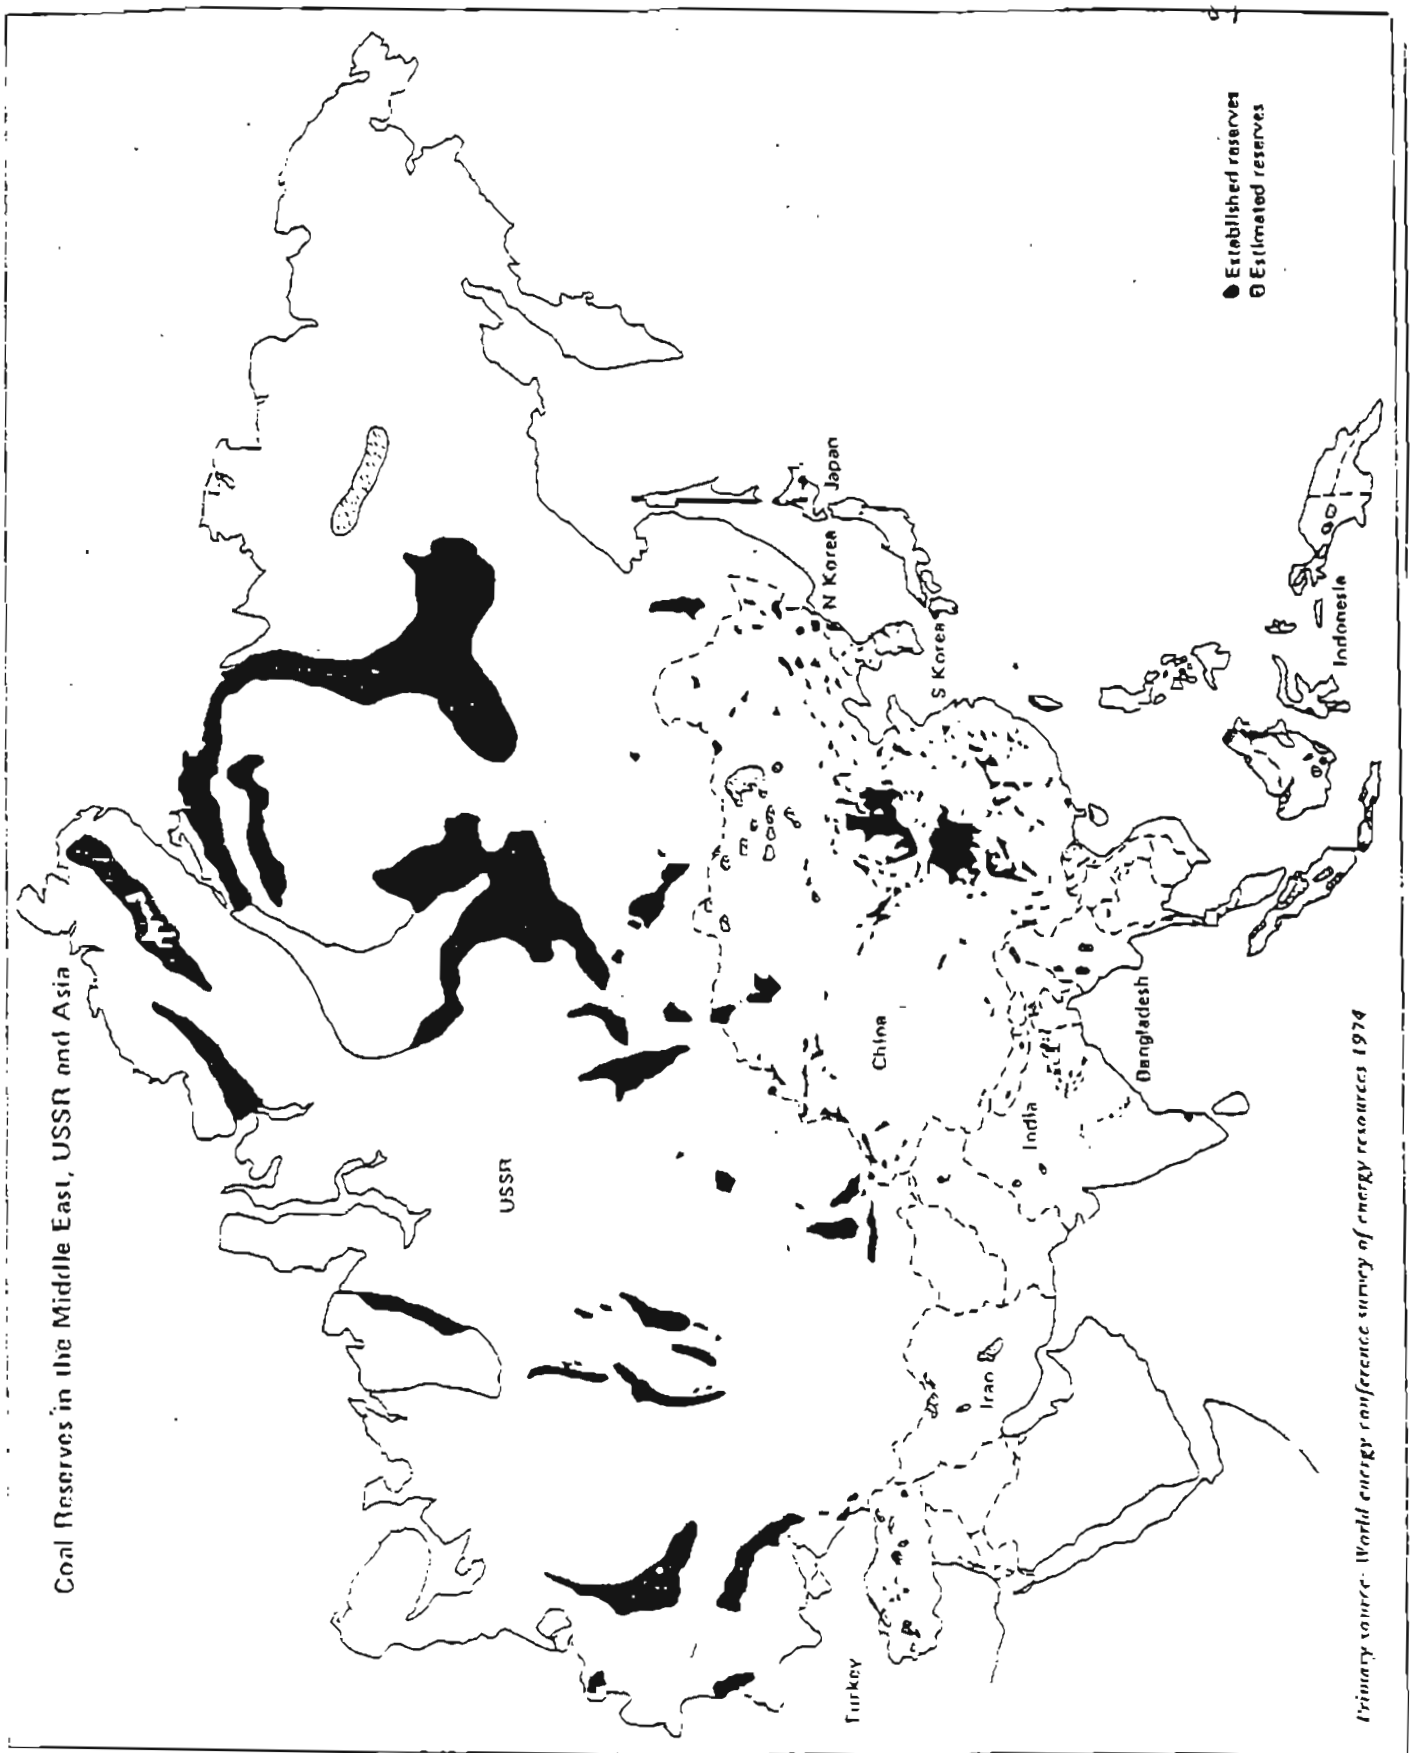 Coal Reserves in the Middle East, USSR and Asia
Established reserves
Estimated reserves
USSR
Japan
N Korea
S Korea
China
Indonesia
Bangladesh
India
Iran
Turkey
Primary source: World energy conference survey of energy resources 1974